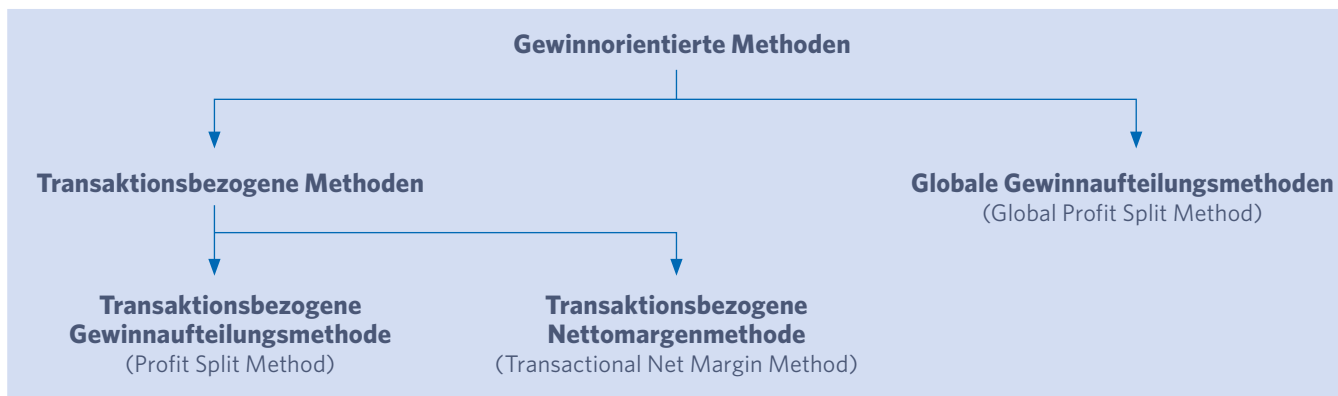 Gewinnorientierte Methoden
Transaktionsbezogene Methoden
Globale Gewinnaufteilungsmethoden
(Global Profit Split Method)
Transaktionsbezogene
Gewinnaufteilungsmethode
(Profit Split Method)
Transaktionsbezogene
Nettomargenmethode
(Transactional Net Margin Method)